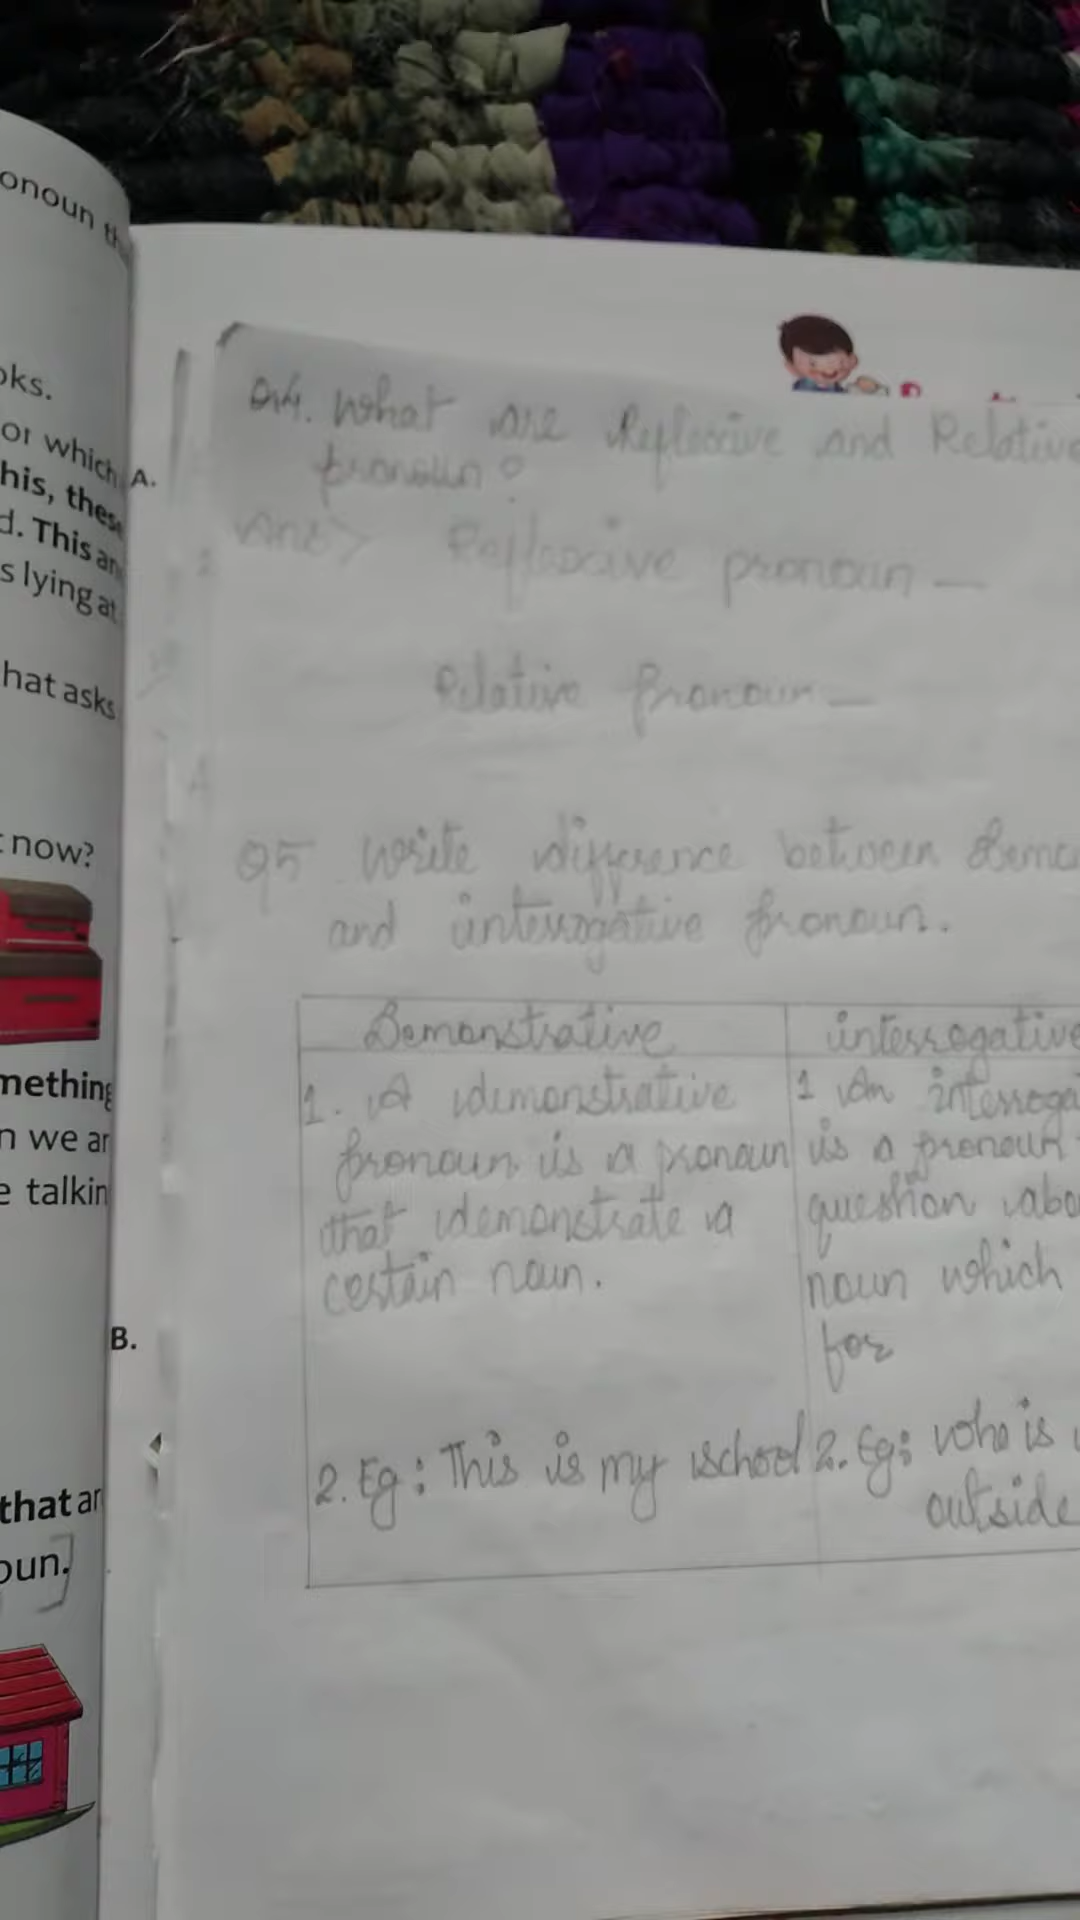 onoun th
oks.
or which
his, these
d. This an
s lying at
hat asks
now?
mething
n we ar
e talkin
that ar
oun.]
A.
B.
Q4. What are Reflexive and Relative
pronoun?
Ans> Reflexive pronoun —
Relative pronoun —
Q5 Write difference between Demo
and interrogative pronoun.
Demonstrative
1. A demonstrative
pronoun is a pronoun
that demonstrate a
certain noun.
2. Eg: This is my school
interrogative
1 An interroga
is a pronoun
question abo
noun which
for
2. Eg: who is
outside